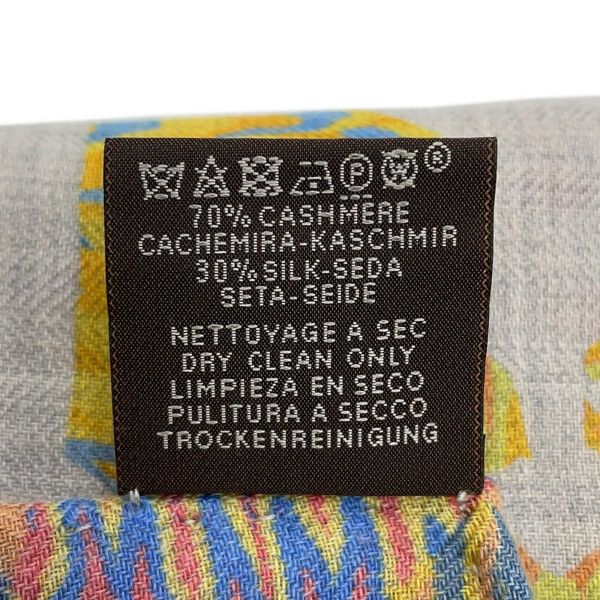 P W ®
70% CASHMERE
CACHEMIRA-KASCHMIR
30% SILK-SEDA
SETA-SEIDE
NETTOYAGE A SEC
DRY CLEAN ONLY
LIMPIEZA EN SECO
PULITURA A SECCO
TROCKENREINIGUNG